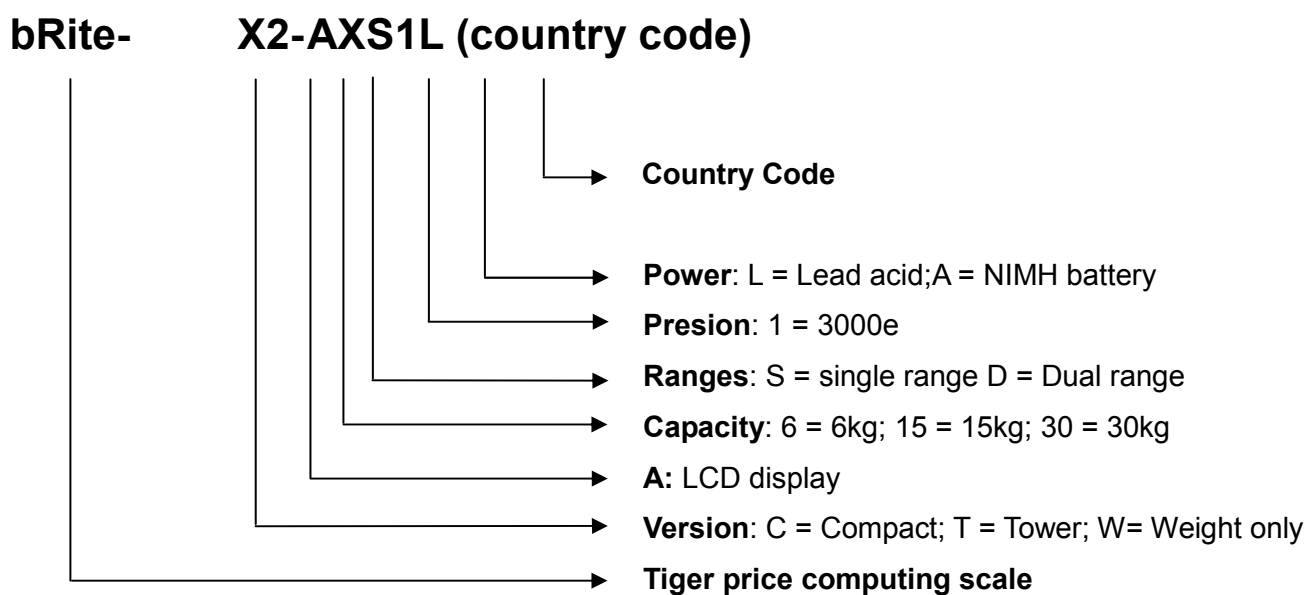 bRite- X2-AXS1L (country code)
Country Code
Power: L = Lead acid;A = NIMH battery
Presion: 1 = 3000e
Ranges: S = single range D = Dual range
Capacity: 6 = 6kg; 15 = 15kg; 30 = 30kg
A: LCD display
Version: C = Compact; T = Tower; W= Weight only
Tiger price computing scale